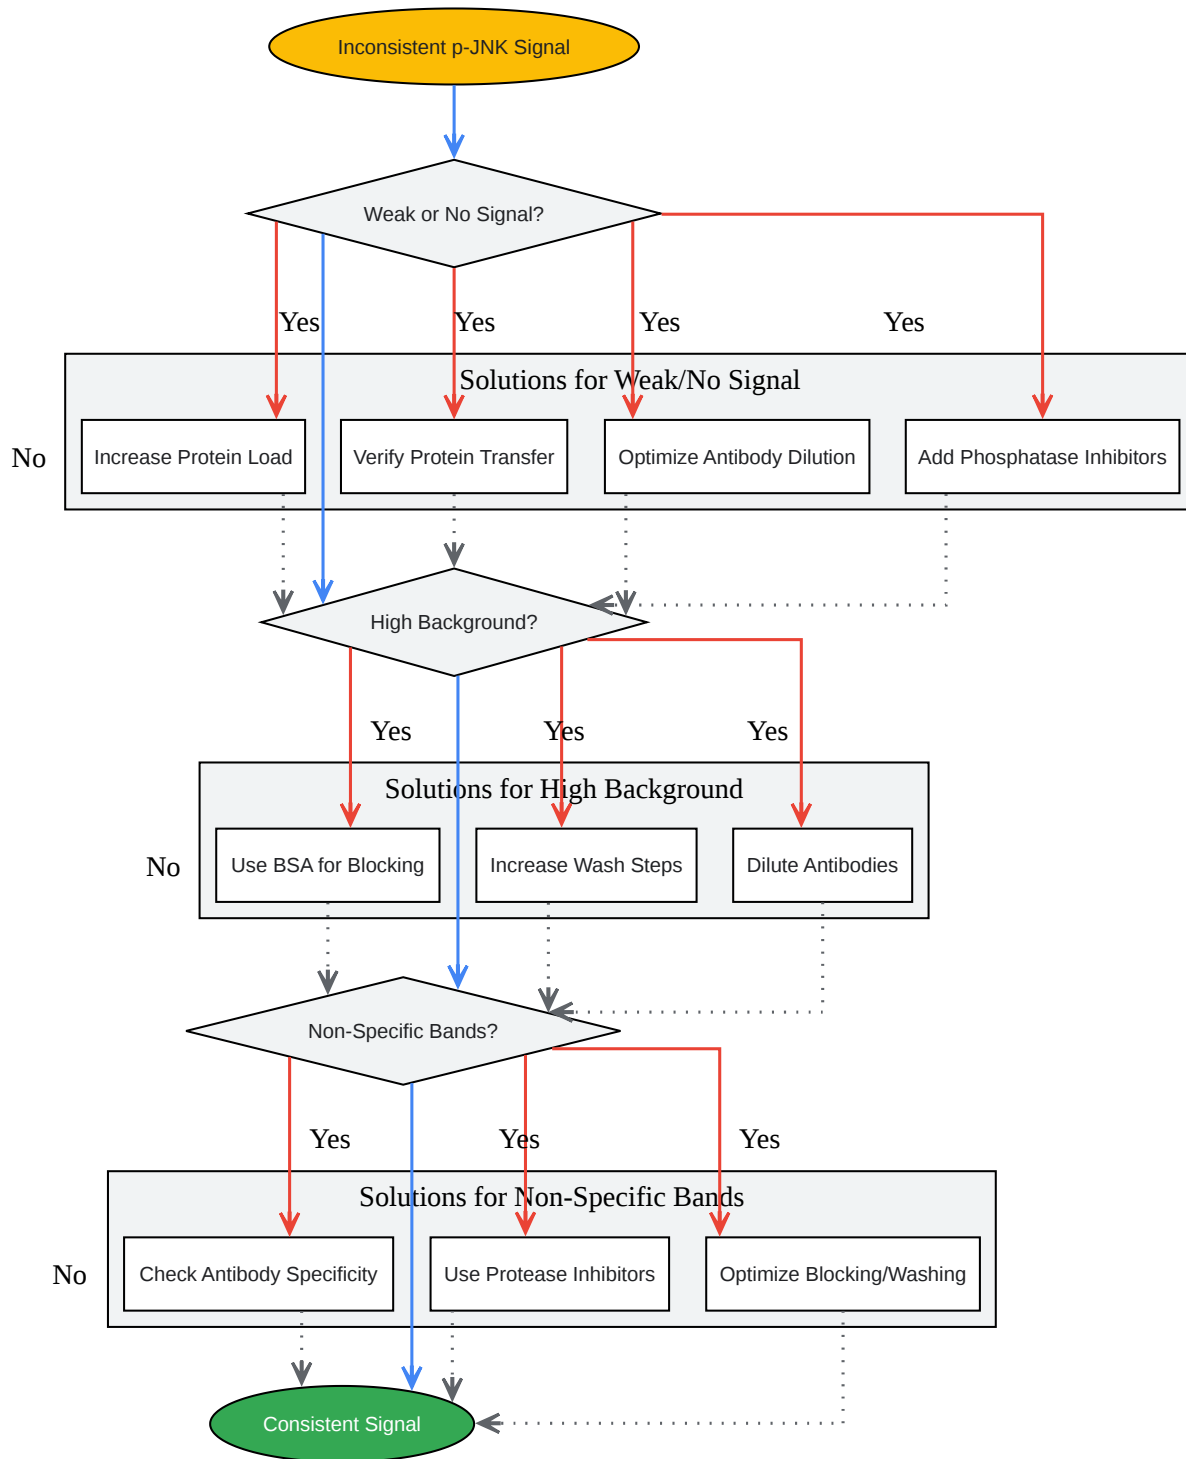 Inconsistent p-JNK Signal
Weak or No Signal?
Yes
Yes
Yes
Yes
Solutions for Weak/No Signal
No
Increase Protein Load
Verify Protein Transfer
Optimize Antibody Dilution
Add Phosphatase Inhibitors
High Background?
Yes
Yes
Yes
Solutions for High Background
No
Use BSA for Blocking
Increase Wash Steps
Dilute Antibodies
Non-Specific Bands?
Yes
Yes
Yes
Solutions for Non-Specific Bands
No
Check Antibody Specificity
Use Protease Inhibitors
Optimize Blocking/Washing
Consistent Signal